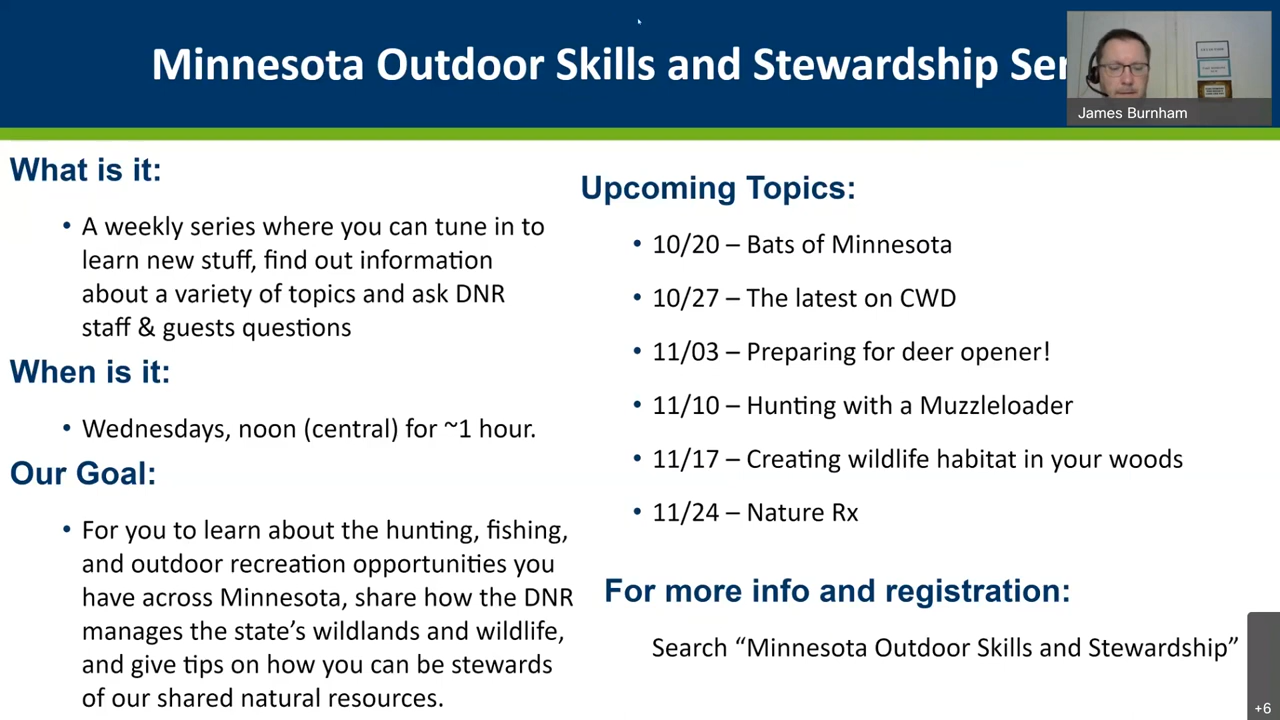 Minnesota Outdoor Skills and Stewardship Ser
James Burnham
What is it:
• A weekly series where you can tune in to
learn new stuff, find out information
about a variety of topics and ask DNR
staff & guests questions
When is it:
• Wednesdays, noon (central) for ~1 hour.
Our Goal:
• For you to learn about the hunting, fishing,
and outdoor recreation opportunities you
have across Minnesota, share how the DNR
manages the state’s wildlands and wildlife,
and give tips on how you can be stewards
of our shared natural resources.
Upcoming Topics:
• 10/20 – Bats of Minnesota
• 10/27 – The latest on CWD
• 11/03 – Preparing for deer opener!
• 11/10 – Hunting with a Muzzleloader
• 11/17 – Creating wildlife habitat in your woods
• 11/24 – Nature Rx
For more info and registration:
Search “Minnesota Outdoor Skills and Stewardship”
+6